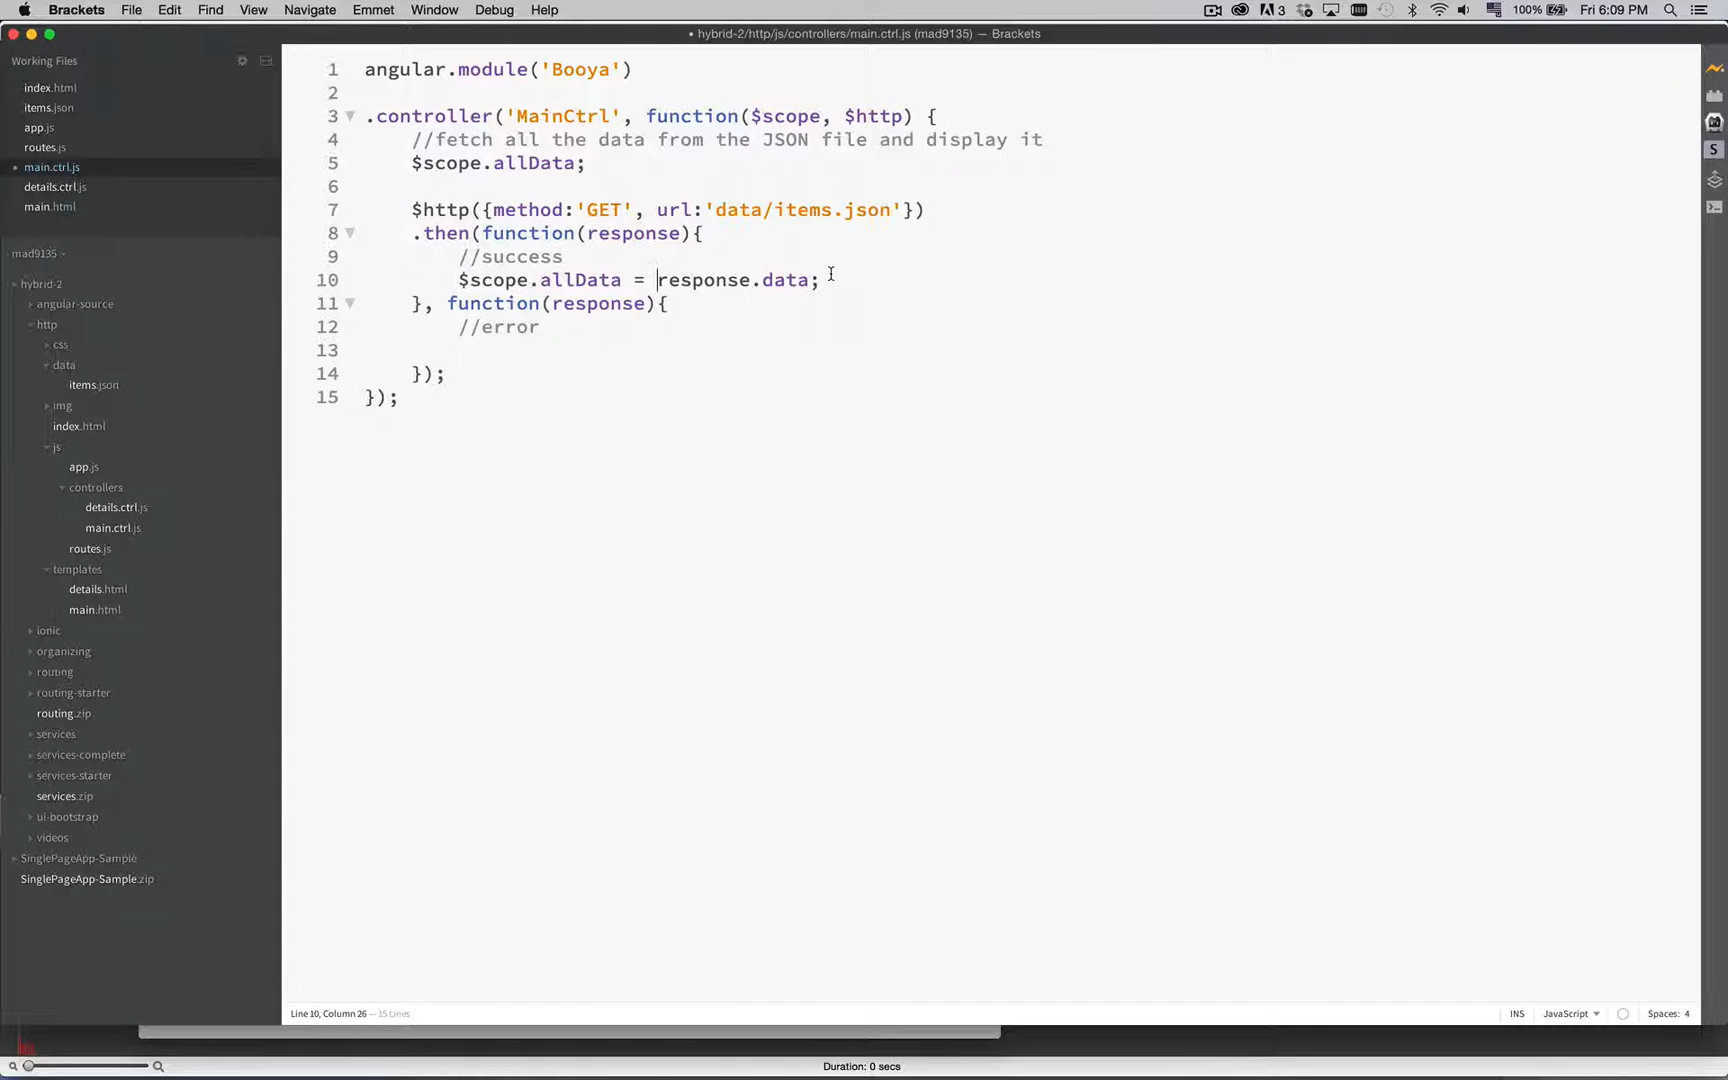 Brackets File Edit Find View Navigate Emmet Window Debug Help
3 100% Fri 6:09 PM
• hybrid-2/http/js/controllers/main.ctrl.js (mad9135) — Brackets
Working Files
index.html
items.json
app.js
routes.js
main.ctrl.js
details.ctrl.js
main.html
mad9135
hybrid-2
angular-source
http
css
data
items.json
img
index.html
js
app.js
controllers
details.ctrl.js
main.ctrl.js
routes.js
templates
details.html
main.html
ionic
organizing
routing
routing-starter
routing.zip
services
services-complete
services-starter
services.zip
ui-bootstrap
videos
SinglePageApp-Sample
SinglePageApp-Sample.zip
1 angular.module('Booya')
2
3 .controller('MainCtrl', function($scope, $http) {
4 //fetch all the data from the JSON file and display it
5 $scope.allData;
6
7 $http({method:'GET', url:'data/items.json'})
8 .then(function(response){
9 //success
10 $scope.allData = response.data;
11 }, function(response){
12 //error
13
14 });
15 });
Line 10, Column 26 — 15 Lines
INS JavaScript Spaces: 4
Duration: 0 secs